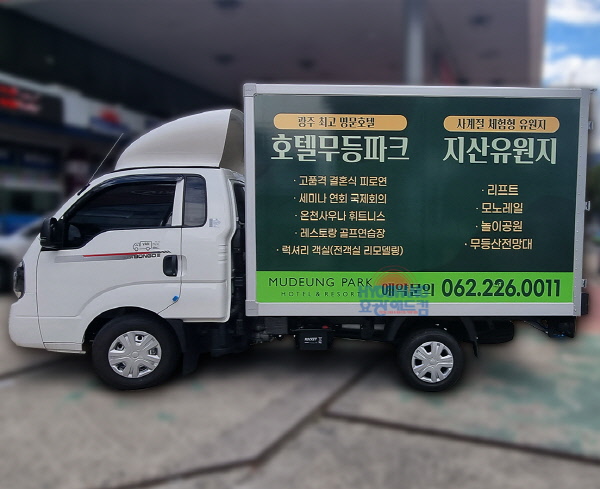 광주 최고 명문호텔
호텔무등파크
· 고품격 결혼식 피로연
· 세미나 연회 국제회의
· 온천사우나 휘트니스
· 레스토랑 골프연습장
· 럭셔리 객실(전객실 리모델링)
사계절 체험형 유원지
지산유원지
· 리프트
· 모노레일
· 놀이공원
· 무등산전망대
MUDEUNG PARK
HOTEL & RESORT
예약문의 062.226.0011